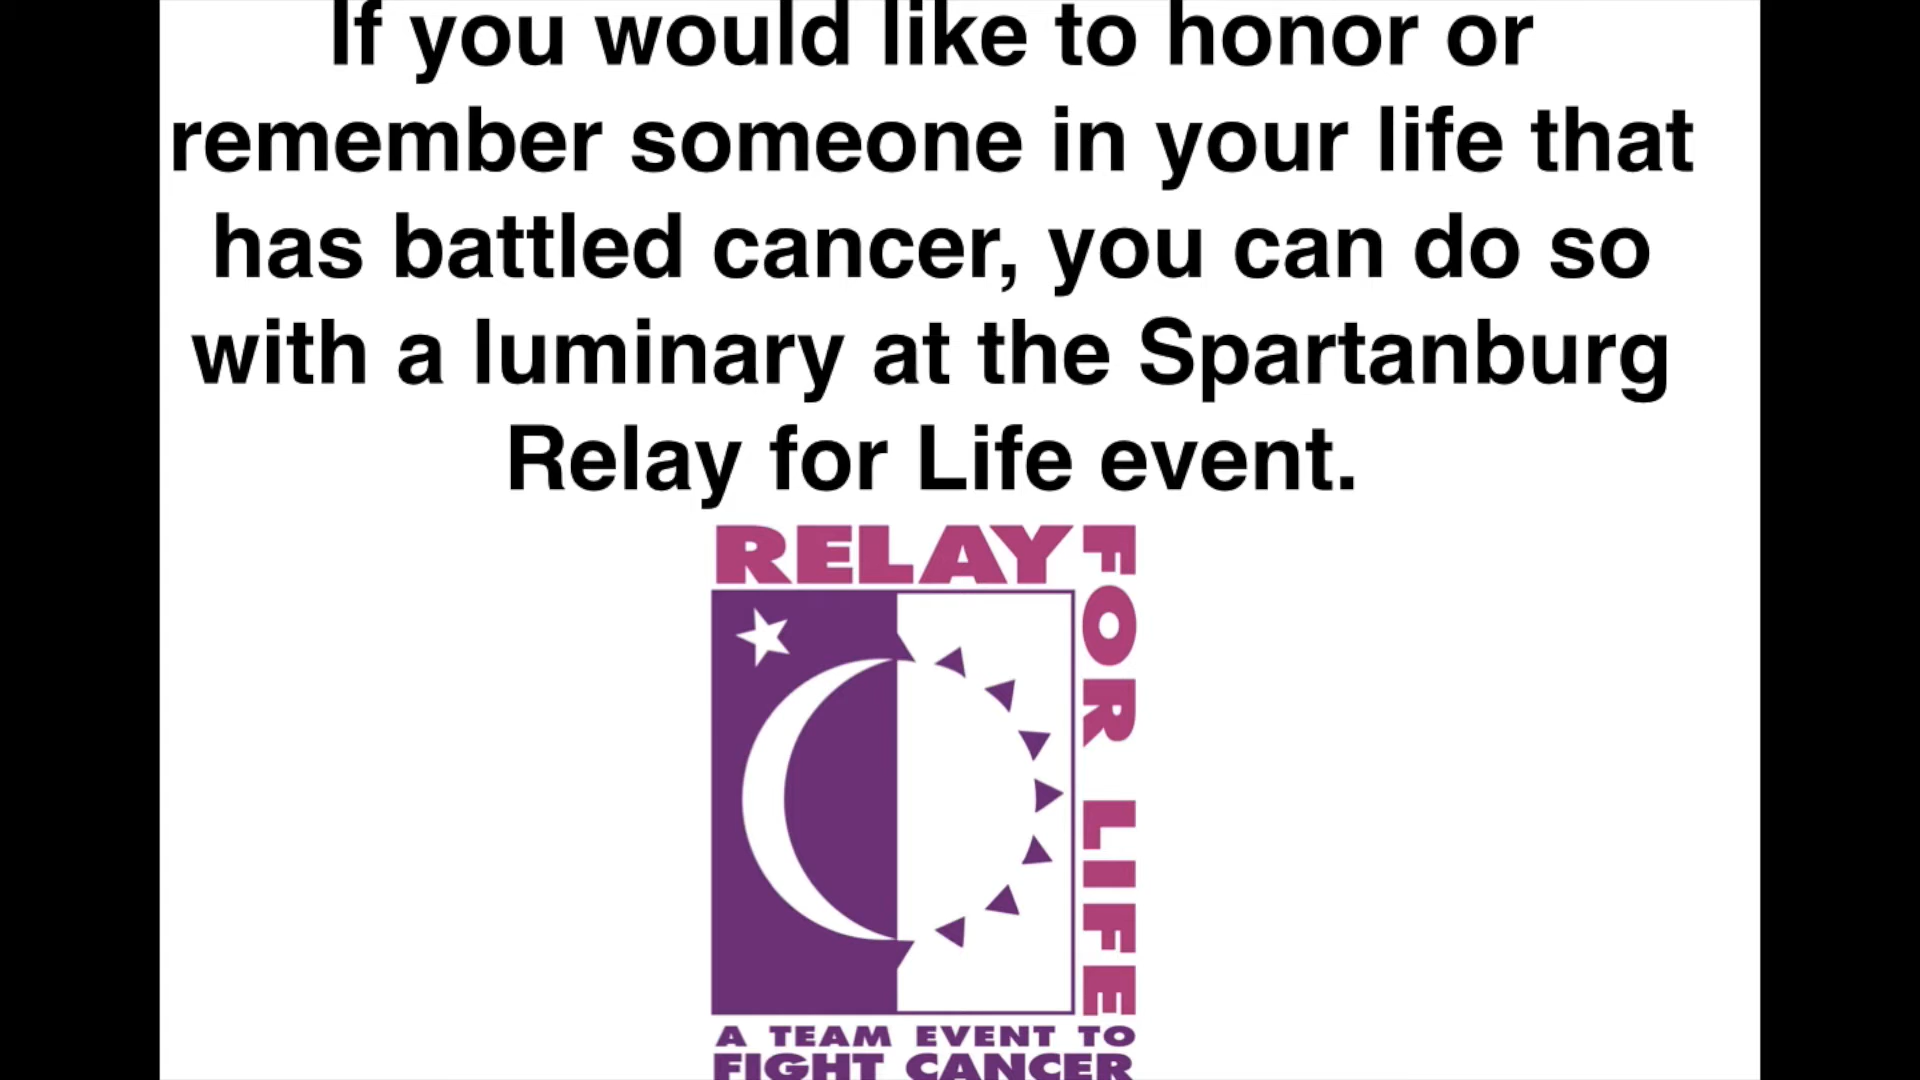 If you would like to honor or
remember someone in your life that
has battled cancer, you can do so
with a luminary at the Spartanburg
Relay for Life event.
RELAY
FOR LIFE
A TEAM EVENT TO
FIGHT CANCER